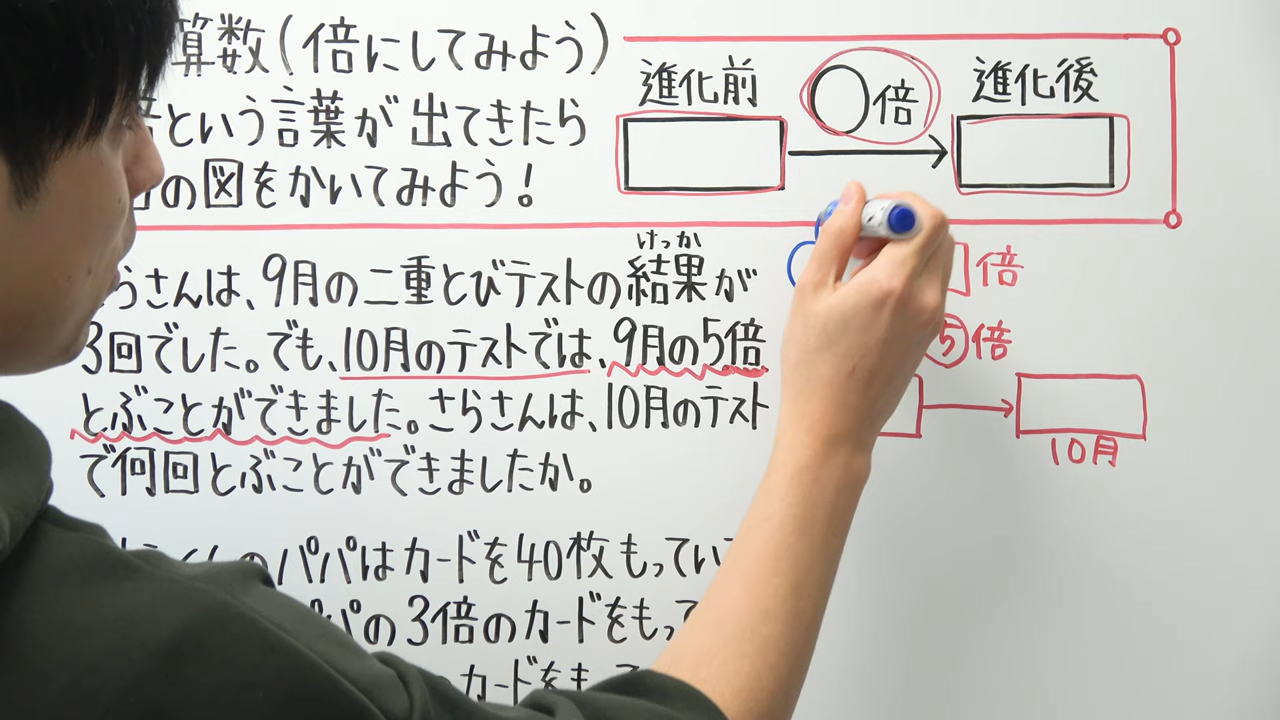 算数(倍にしてみよう)
という言葉が出てきたら
の図をかいてみよう!
進化前
倍
進化後
さんは、9月の二重とびテストの結果が
けっか
3回でした。でも、10月のテストでは、9月の5倍
とぶことができました。さらさんは、10月のテスト
で何回とぶことができましたか。
倍
5倍
10月
のパパはカードを40枚もってい
パの3倍のカードをもって
カードをも